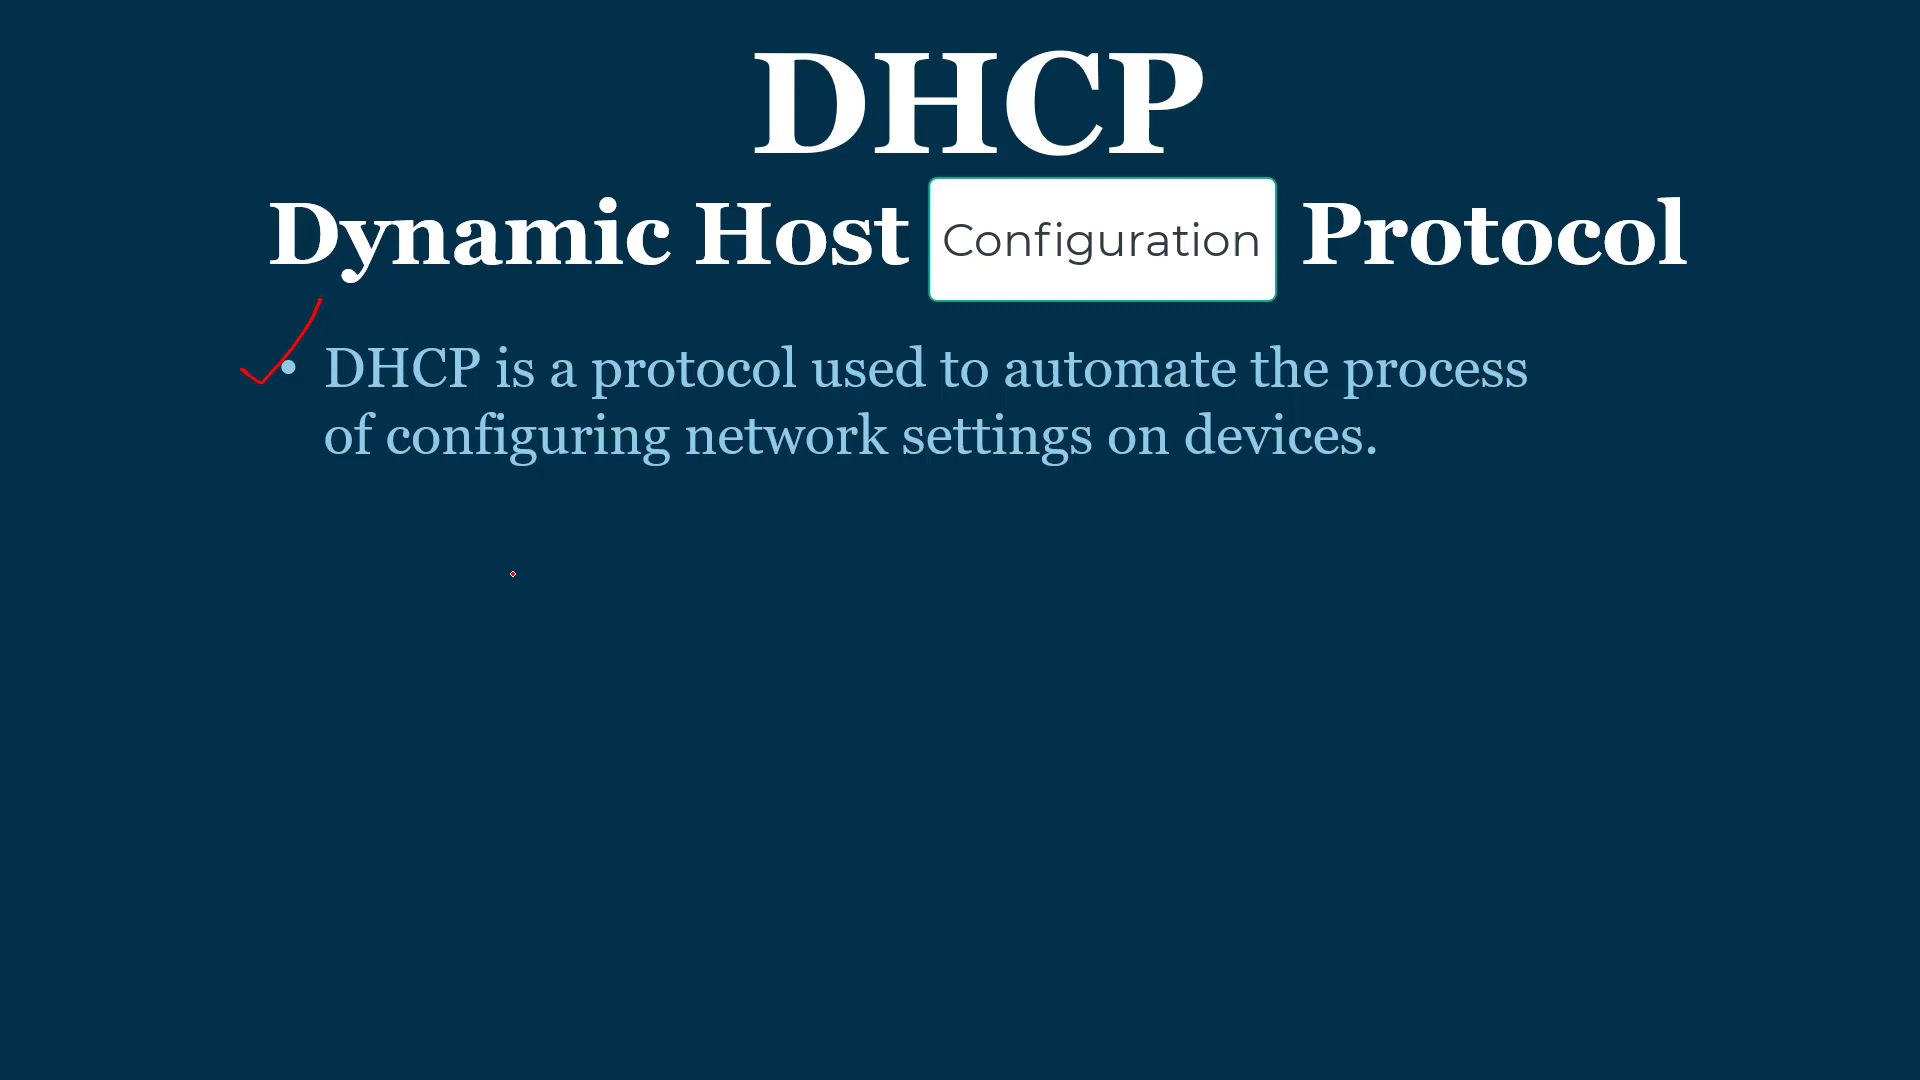 DHCP
Dynamic Host Configuration Protocol
• DHCP is a protocol used to automate the process
of configuring network settings on devices.